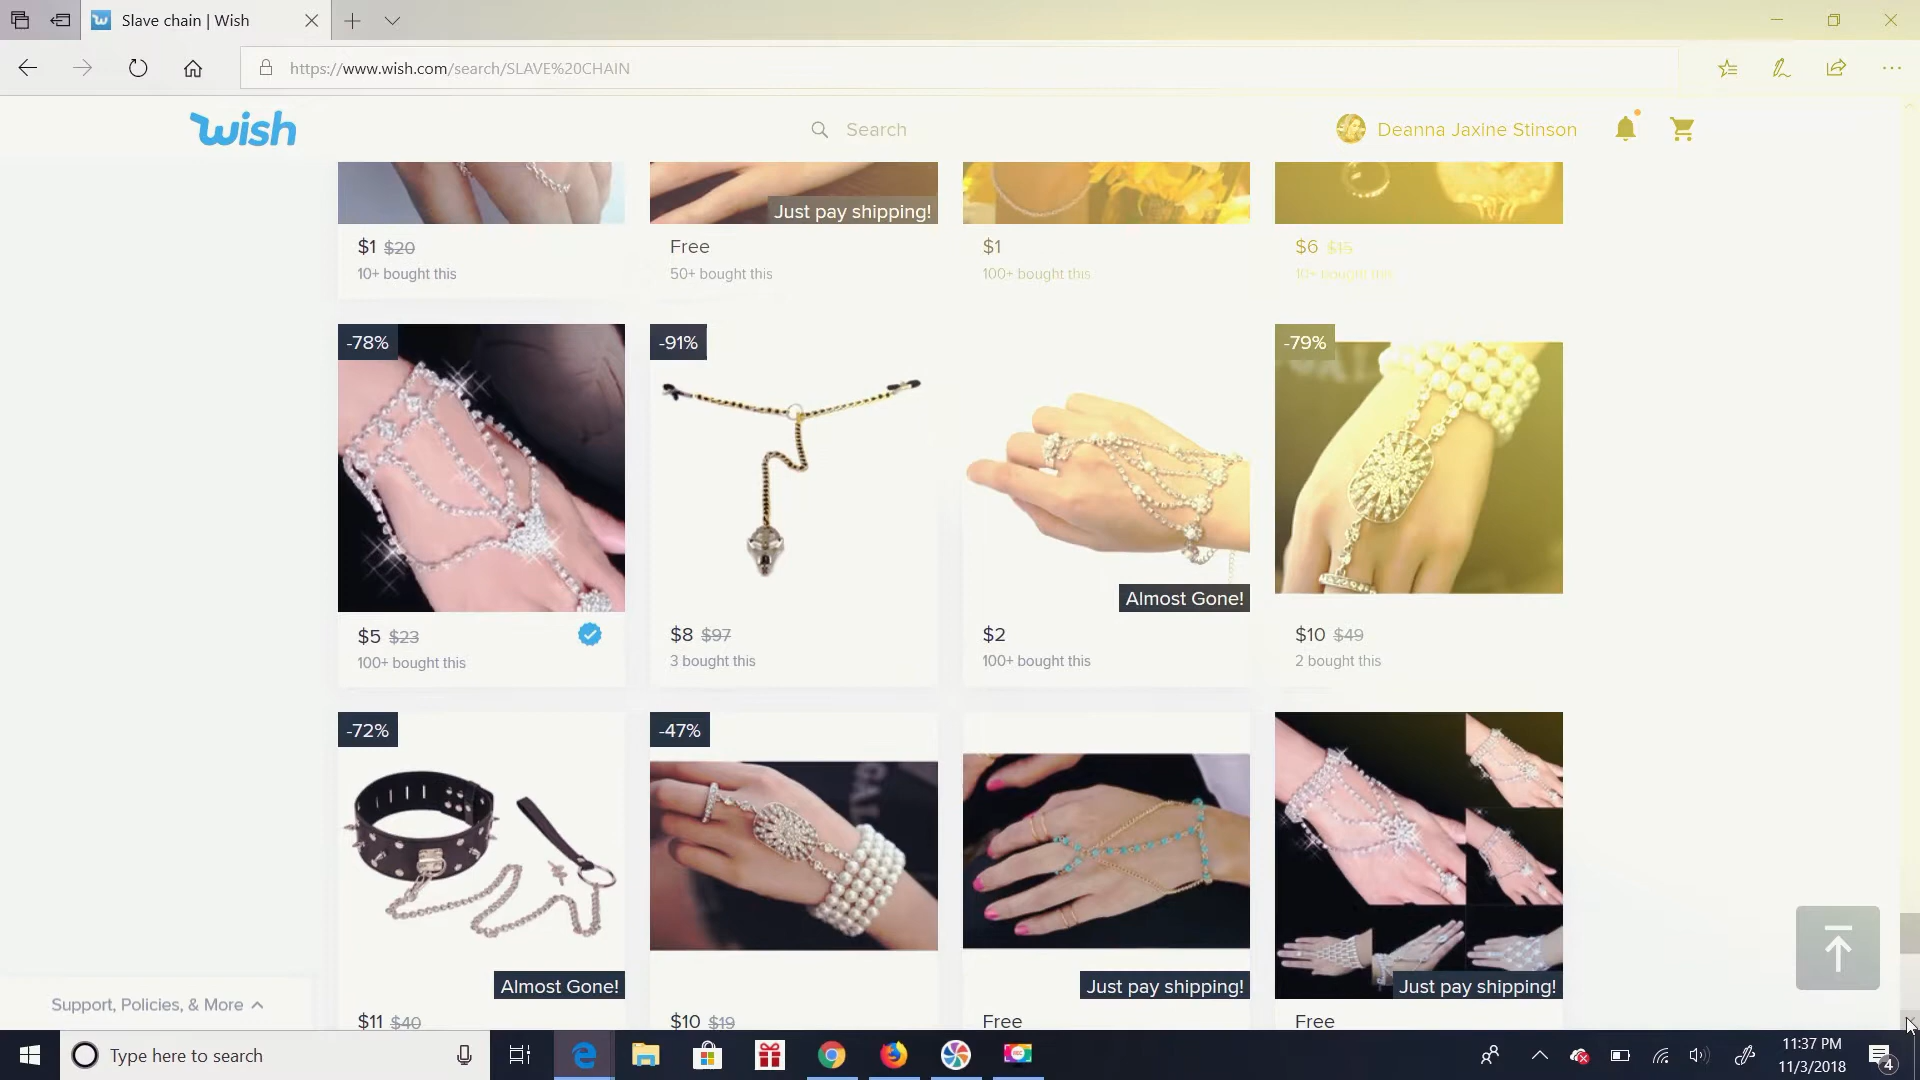 Slave chain | Wish
https://www.wish.com/search/SLAVE%20CHAIN
wish
Search
Deanna Jaxine Stinson
Just pay shipping!
$1 $20
10+ bought this
Free
50+ bought this
$1
100+ bought this
$6 $15
10+ bought this
-78%
$5 $23
100+ bought this
-91%
$8 $97
3 bought this
Almost Gone!
$2
100+ bought this
-79%
$10 $49
2 bought this
-72%
Almost Gone!
$11 $40
-47%
$10 $19
Just pay shipping!
Free
Just pay shipping!
Free
Support, Policies, & More
Type here to search
11:37 PM
11/3/2018
4